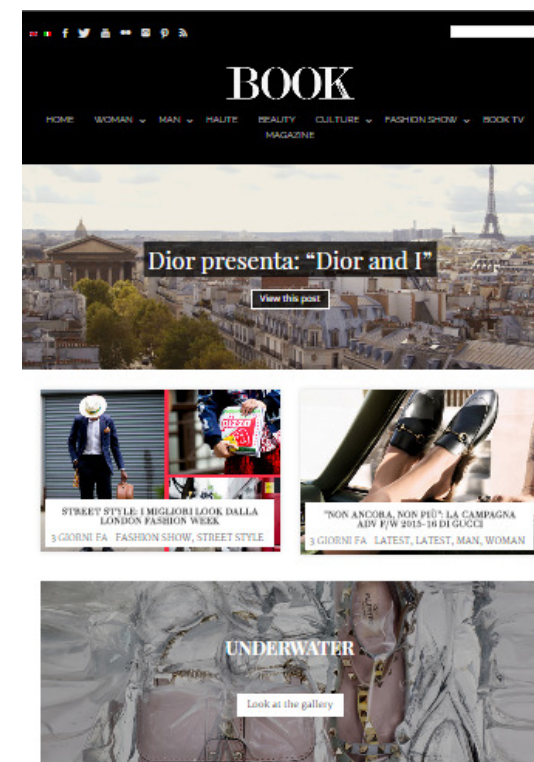 BOOK
HOME WOMAN MAN HAUTE BEAUTY CULTURE FASHION SHOW BOOK TV
MAGAZINE
Dior presenta: “Dior and I”
View this post
pizza
STREET STYLE: I MIGLIORI LOOK DALLA
LONDON FASHION WEEK
3 GIORNI FA FASHION SHOW, STREET STYLE
"NON ANCORA, NON PIÙ": LA CAMPAGNA
ADV F/W 2015-16 DI GUCCI
3 GIORNI FA LATEST, LATEST, MAN, WOMAN
UNDERWATER
Look at the gallery